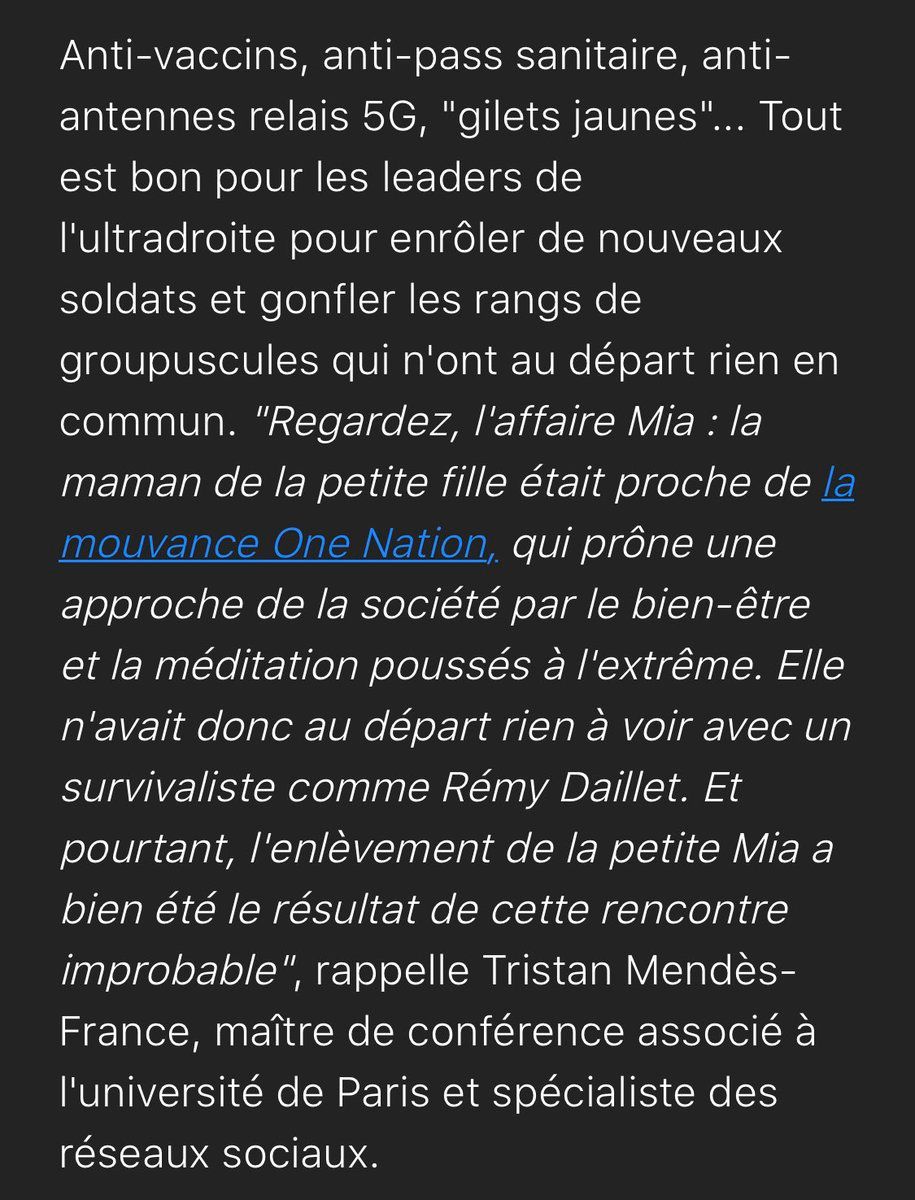 Anti-vaccins, anti-pass sanitaire, anti-
antennes relais 5G, "gilets jaunes"... Tout
est bon pour les leaders de
l'ultradroite pour enrôler de nouveaux
soldats et gonfler les rangs de
groupuscules qui n'ont au départ rien en
commun. "Regardez, l'affaire Mia : la
maman de la petite fille était proche de la
mouvance One Nation, qui prône une
approche de la société par le bien-être
et la méditation poussés à l'extrême. Elle
n'avait donc au départ rien à voir avec un
survivaliste comme Rémy Daillet. Et
pourtant, l'enlèvement de la petite Mia a
bien été le résultat de cette rencontre
improbable", rappelle Tristan Mendès-
France, maître de conférence associé à
l'université de Paris et spécialiste des
réseaux sociaux.